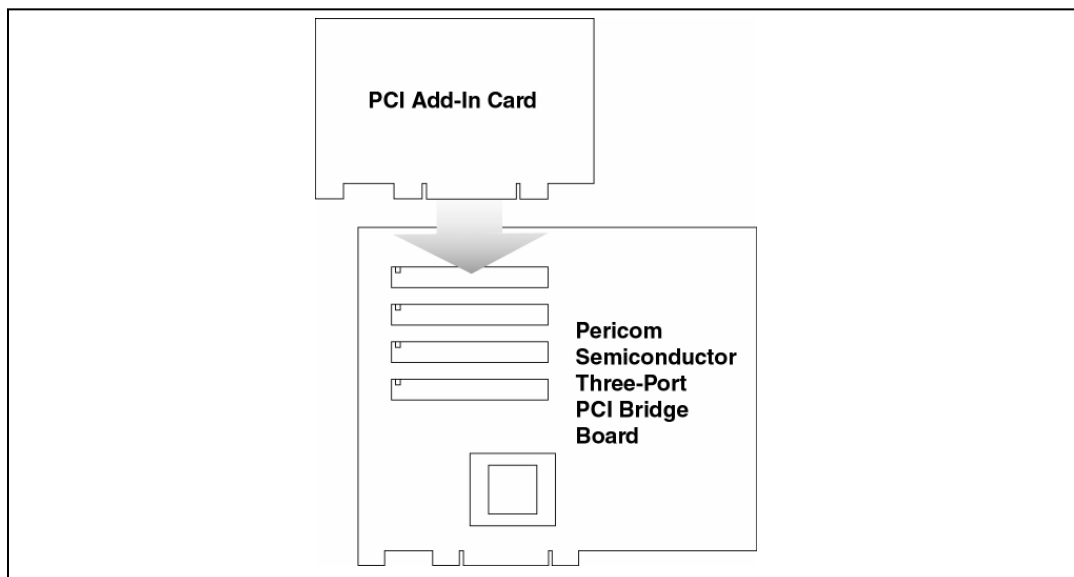 PCI Add-In Card
Pericom
Semiconductor
Three-Port
PCI Bridge
Board